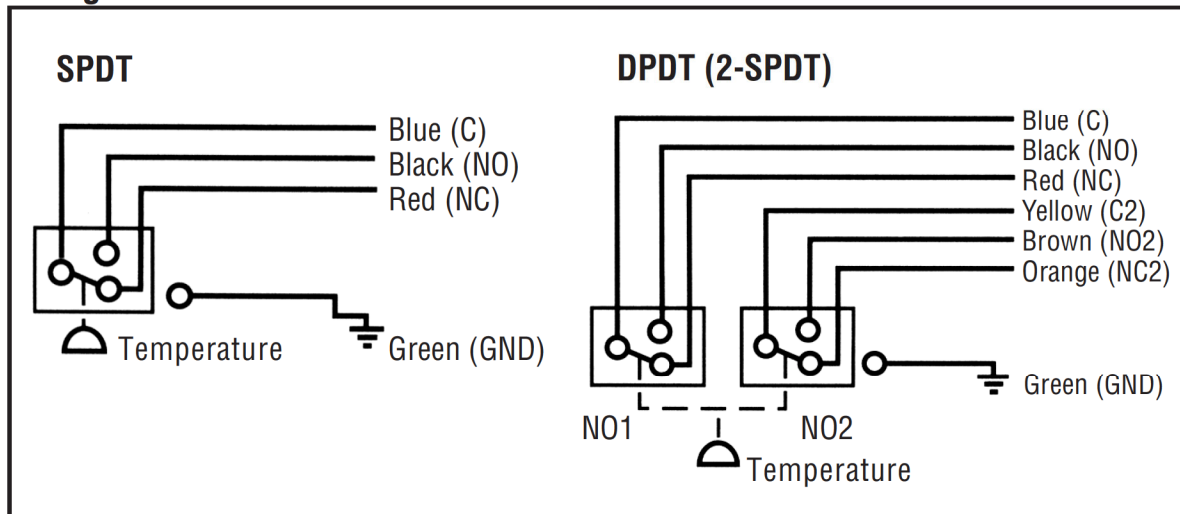 SPDT
Blue (C)
Black (NO)
Red (NC)
Temperature
Green (GND)
DPDT (2-SPDT)
Blue (C)
Black (NO)
Red (NC)
Yellow (C2)
Brown (NO2)
Orange (NC2)
Green (GND)
NO1
NO2
Temperature